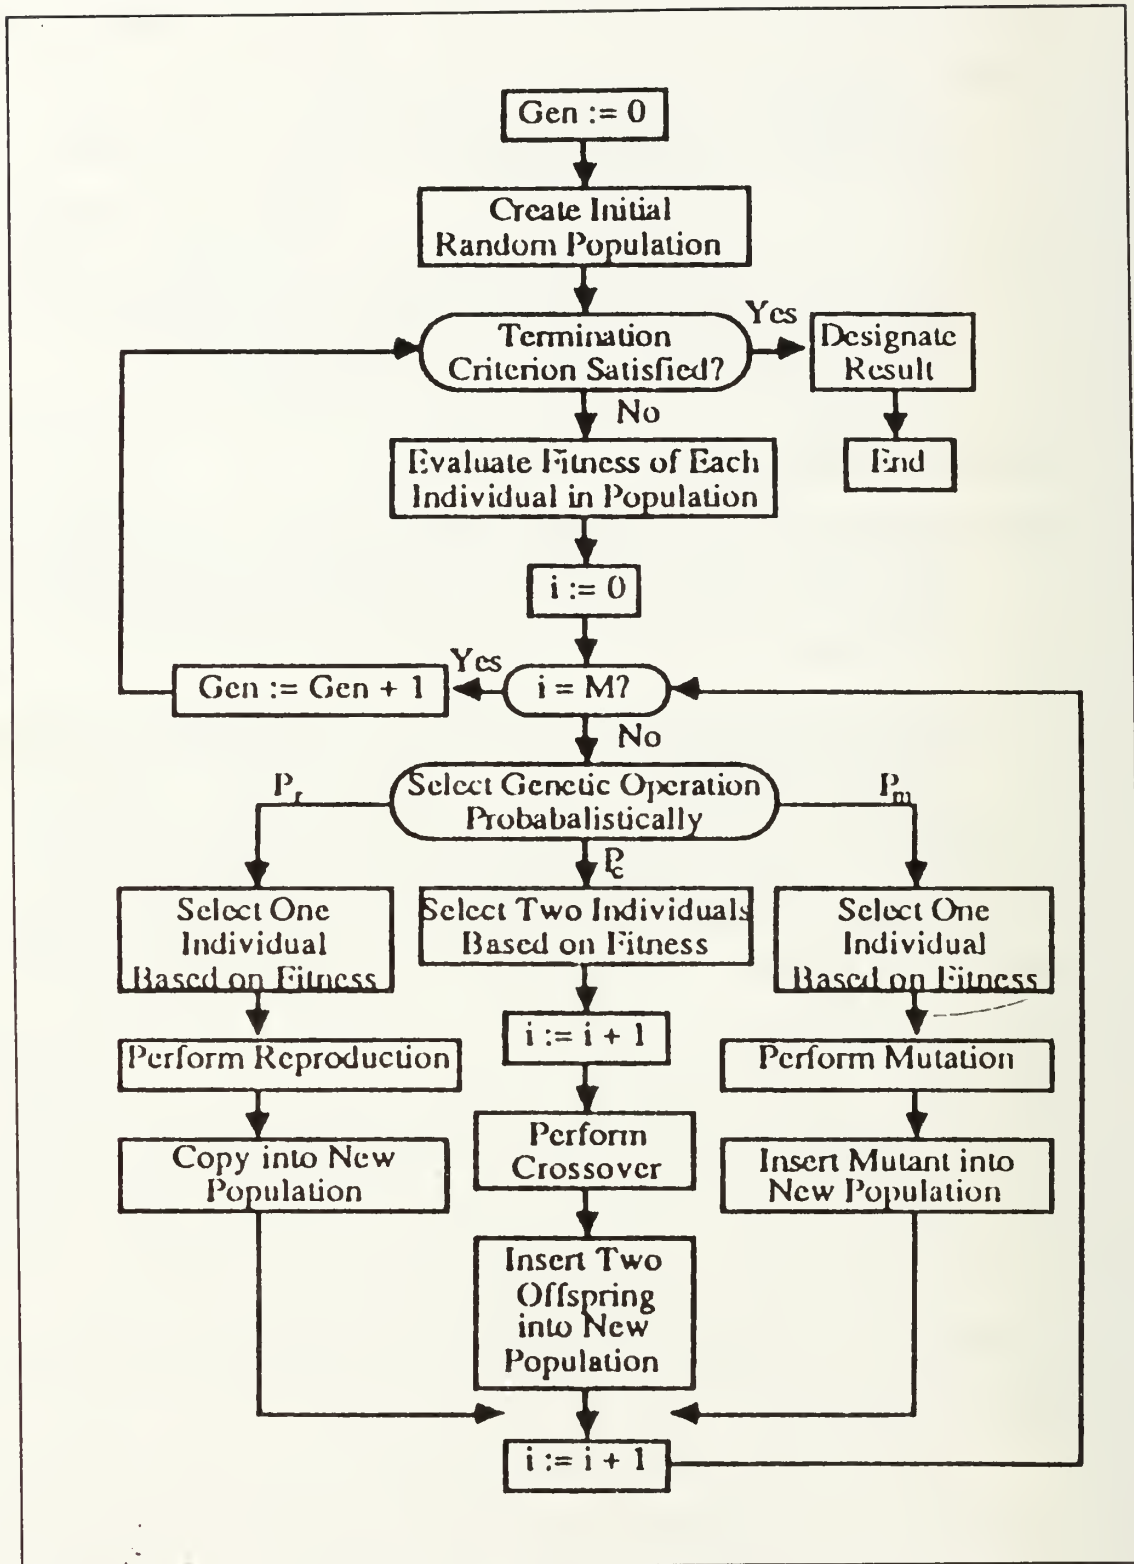 Gen := 0
Create Initial
Random Population
Termination
Criterion Satisfied?
Yes
Designate
Result
End
No
Evaluate Fitness of Each
Individual in Population
i := 0
i = M?
Yes
Gen := Gen + 1
No
Select Genetic Operation
Probabalistically
Pr
Pc
Pm
Select One
Individual
Based on Fitness
Perform Reproduction
Copy into New
Population
Select Two Individuals
Based on Fitness
i := i + 1
Perform
Crossover
Insert Two
Offspring
into New
Population
Select One
Individual
Based on Fitness
Perform Mutation
Insert Mutant into
New Population
i := i + 1